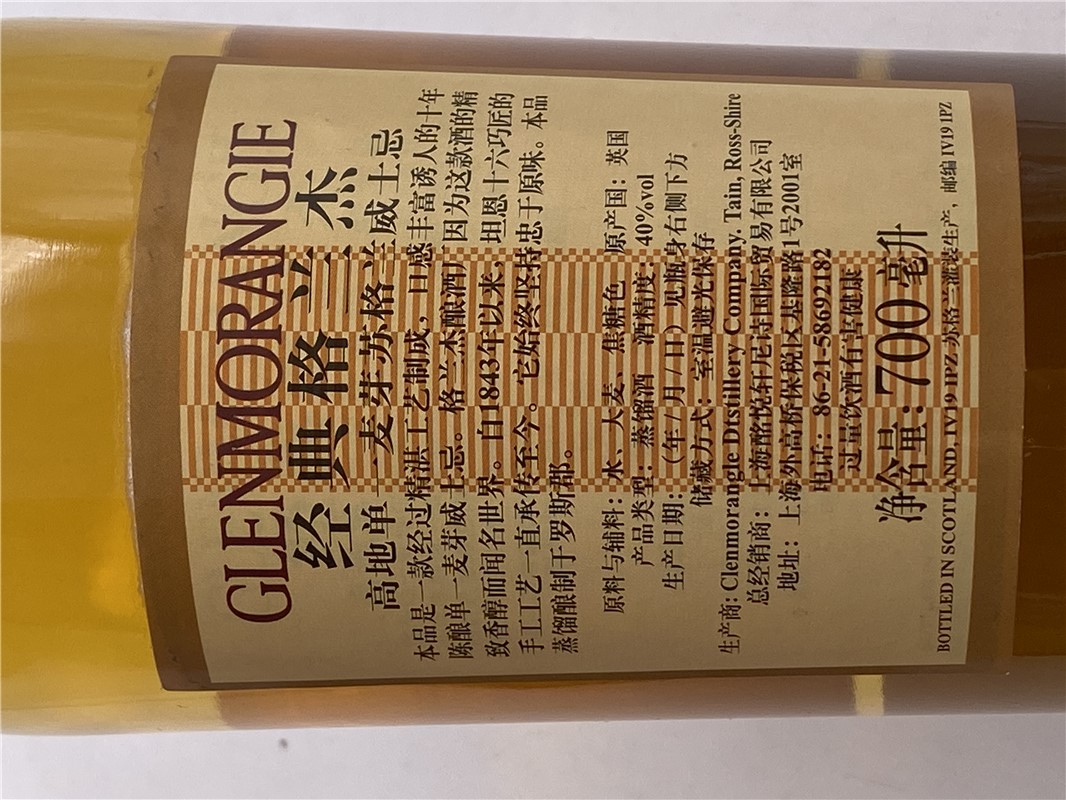 GLENMORANGIE
经典格兰杰
高地单一麦芽苏格兰威士忌
本品是一款经过精湛工艺制成，口感丰富诱人的十年
陈酿单一麦芽威士忌。格兰杰酿酒厂因为这款酒的精
致香醇而闻名世界。自1843年以来，坦恩十六巧匠的
手工工艺一直承传至今。它始终坚持忠于原味。本品
蒸馏酿制于罗斯郡。
原料与辅料：水、大麦、焦糖色 原产国：英国
产品类型：蒸馏酒 酒精度：40%vol
生产日期：（年/月/日）见瓶身右侧下方
储藏方式：室温避光保存
生产商：Clenmorangle Dtstillery Company. Tain, Ross-Shire
总经销商：上海酩悦轩尼诗国际贸易有限公司
地址：上海外高桥保税区基隆路1号2001室
电话：86-21-58692182
过量饮酒有害健康
净含量：700毫升
BOTTLED IN SCOTLAND, IV19 1PZ 苏格兰灌装生产，邮编 IV19 1PZ